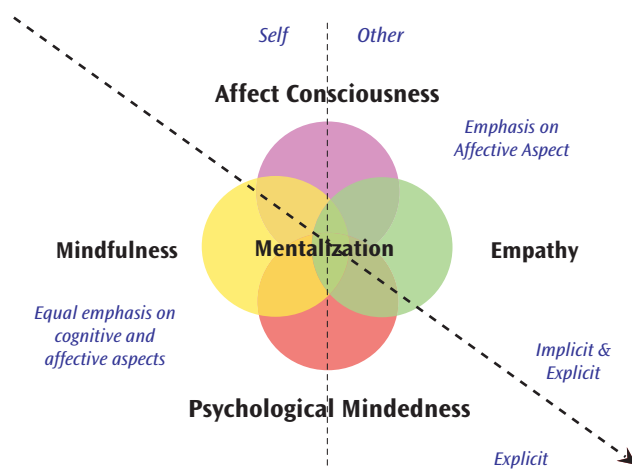 Self Other
Affect Consciousness
Emphasis on
Affective Aspect
Mindfulness
Mentalization
Empathy
Equal emphasis on
cognitive and
affective aspects
Implicit &
Explicit
Psychological Mindedness
Explicit